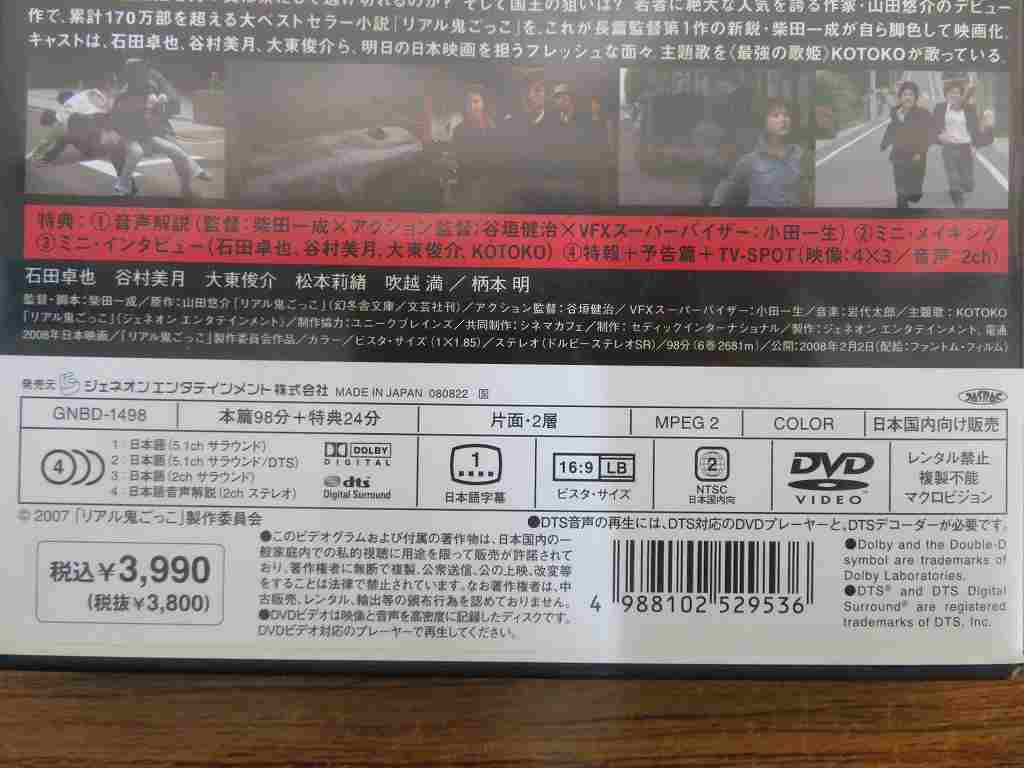 そして国王の狙いは? 若者に絶大な人気を誇る作家・山田悠介のデビュー
作で、累計170万部を超える大ベストセラー小説「リアル鬼ごっこ」を、これが長篇監督第1作の新鋭・柴田一成が自ら脚色して映画化。
キャストは、石田卓也、谷村美月、大東俊介ら、明日の日本映画を担うフレッシュな面々。主題歌を〈最強の歌姫〉KOTOKOが歌っている。
特典:①音声解説(監督:柴田一成×アクション監督:谷垣健治×VFXスーパーバイザー:小田一生) ②ミニ・メイキング
③ミニ・インタビュー(石田卓也、谷村美月、大東俊介、KOTOKO) ④特報+予告篇+TV-SPOT(映像:4×3/音声:2ch)
石田卓也 谷村美月 大東俊介 松本莉緒 吹越 満/柄本 明
監督・脚本:柴田一成/原作:山田悠介「リアル鬼ごっこ」(幻冬舎文庫/文芸社刊)/アクション監督:谷垣健治/VFXスーパーバイザー:小田一生/音楽:岩代太郎/主題歌:KOTOKO
「リアル鬼ごっこ」(ジェネオン エンタテインメント)/制作協力:ユニークブレインズ/共同制作:シネマカフェ/制作:セディックインターナショナル/製作:ジェネオン エンタテインメント、電通
2008年日本映画/「リアル鬼ごっこ」製作委員会作品/カラー/ビスタ・サイズ(1×1.85)/ステレオ(ドルビーステレオSR)/98分(6巻2681m)/公開:2008年2月2日(配給:ファントム・フィルム)
発売元 ジェネオン エンタテインメント株式会社 MADE IN JAPAN 080822
GNBD-1498 本篇98分+特典24分 片面・2層 MPEG 2 COLOR 日本国内向け販売
4
1:日本語(5.1ch サラウンド)
2:日本語(5.1ch サラウンド/DTS)
3:日本語(2ch サラウンド)
4:日本語音声解説(2ch ステレオ)
DOLBY DIGITAL
dts Digital Surround
1
日本語字幕
16:9 LB
ビスタ・サイズ
2
NTSC
日本国内向
DVD VIDEO
レンタル禁止
複製不能
マクロビジョン
©2007「リアル鬼ごっこ」製作委員会
●DTS音声の再生には、DTS対応のDVDプレーヤーと、DTSデコーダーが必要です。
税込¥3,990
(税抜¥3,800)
●このビデオグラムおよび付属の著作物は、日本国内の一
般家庭内での私的視聴に用途を限って販売が許諾されて
おり、著作権者に無断で複製、公衆送信、公の上映、改変等
をすることは法律で禁止されています。なお著作権者は、中
古販売、レンタル、輸出等の頒布行為を認めておりません。
●DVDビデオは映像と音声を高密度に記録したディスクです。
DVDビデオ対応のプレーヤーで再生してください。
4 988102 529536
●Dolby and the Double-D
symbol are trademarks of
Dolby Laboratories.
●DTS® and DTS Digital
Surround® are registered
trademarks of DTS, Inc.